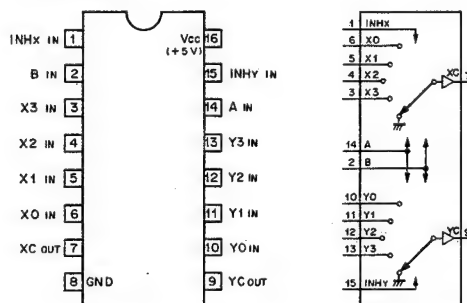 INHX IN 1
B IN 2
X3 IN 3
X2 IN 4
X1 IN 5
X0 IN 6
XC OUT 7
8 GND
16 Vcc
(+5V)
15 INHY IN
14 A IN
13 Y3 IN
12 Y2 IN
11 Y1 IN
10 Y0 IN
9 YC OUT
1 INHX
6 X0
5 X1
4 X2
3 X3
XC
14 A
2 B
10 Y0
11 Y1
12 Y2
13 Y3
YC
15 INHY